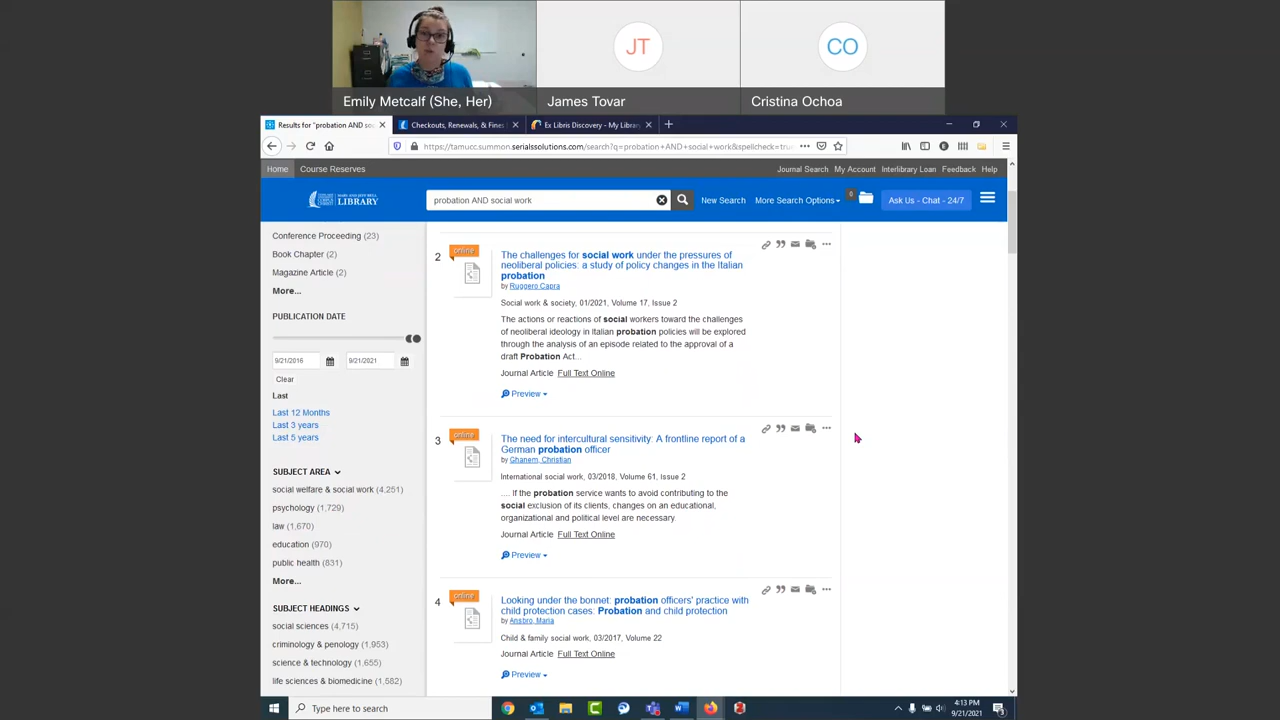 JT
CO
Emily Metcalf (She, Her)
James Tovar
Cristina Ochoa
Results for "probation AND soc
Checkouts, Renewals, & Fines
Ex Libris Discovery - My Library
https://tamucc.summon.serialssolutions.com/search?q=probation+AND+social+work&spellcheck=tru
Home
Course Reserves
Journal Search
My Account
Interlibrary Loan
Feedback
Help
MARY AND JEFF BELL
LIBRARY
probation AND social work
New Search
More Search Options
0
Ask Us - Chat - 24/7
Conference Proceeding (23)
Book Chapter (2)
Magazine Article (2)
More...
PUBLICATION DATE
9/21/2016
9/21/2021
Clear
Last
Last 12 Months
Last 3 years
Last 5 years
SUBJECT AREA
social welfare & social work (4,251)
psychology (1,729)
law (1,670)
education (970)
public health (831)
More...
SUBJECT HEADINGS
social sciences (4,715)
criminology & penology (1,953)
science & technology (1,655)
life sciences & biomedicine (1,582)
2
online
The challenges for social work under the pressures of
neoliberal policies: a study of policy changes in the Italian
probation
by Ruggero Capra
Social work & society, 01/2021, Volume 17, Issue 2
The actions or reactions of social workers toward the challenges
of neoliberal ideology in Italian probation policies will be explored
through the analysis of an episode related to the approval of a
draft Probation Act...
Journal Article Full Text Online
Preview
3
online
The need for intercultural sensitivity: A frontline report of a
German probation officer
by Ghanem, Christian
International social work, 03/2018, Volume 61, Issue 2
.... If the probation service wants to avoid contributing to the
social exclusion of its clients, changes on an educational,
organizational and political level are necessary
Journal Article Full Text Online
Preview
4
online
Looking under the bonnet: probation officers' practice with
child protection cases: Probation and child protection
by Ansbro, Maria
Child & family social work, 03/2017, Volume 22
Journal Article Full Text Online
Preview
Type here to search
4:13 PM
9/21/2021